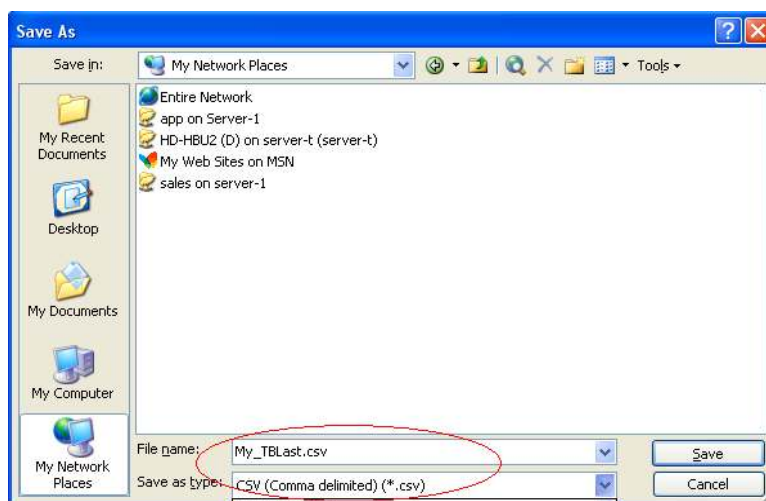 Save As
Save in:
My Network Places
Tools
Entire Network
app on Server-1
HD-HBU2 (D) on server-t (server-t)
My Web Sites on MSN
sales on server-1
My Recent
Documents
Desktop
My Documents
My Computer
My Network
Places
File name:
My_TBLast.csv
Save
Save as type:
CSV (Comma delimited) (*.csv)
Cancel